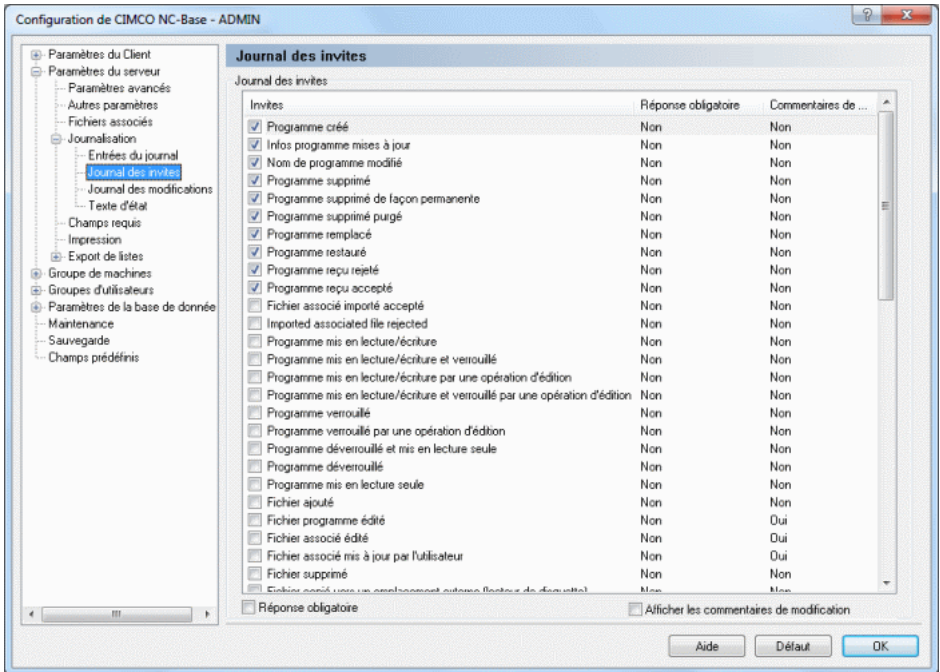 Configuration de CIMCO NC-Base - ADMIN
Paramètres du Client
Paramètres du serveur
Paramètres avancés
Autres paramètres
Fichiers associés
Journalisation
Entrées du journal
Journal des invites
Journal des modifications
Texte d'état
Champs requis
Impression
Export de listes
Groupe de machines
Groupes d'utilisateurs
Paramètres de la base de donnée
Maintenance
Sauvegarde
Champs prédéfinis
Journal des invites
Journal des invites
Invites Réponse obligatoire Commentaires de ...
Programme créé Non Non
Infos programme mises à jour Non Non
Nom de programme modifié Non Non
Programme supprimé Non Non
Programme supprimé de façon permanente Non Non
Programme supprimé purgé Non Non
Programme remplacé Non Non
Programme restauré Non Non
Programme reçu rejeté Non Non
Programme reçu accepté Non Non
Fichier associé importé accepté Non Non
Imported associated file rejected Non Non
Programme mis en lecture/écriture Non Non
Programme mis en lecture/écriture et verrouillé Non Non
Programme mis en lecture/écriture par une opération d'édition Non Non
Programme mis en lecture/écriture et verrouillé par une opération d'édition Non Non
Programme verrouillé Non Non
Programme verrouillé par une opération d'édition Non Non
Programme déverrouillé et mis en lecture seule Non Non
Programme déverrouillé Non Non
Programme mis en lecture seule Non Non
Fichier ajouté Non Non
Fichier programme édité Non Oui
Fichier associé édité Non Oui
Fichier associé mis à jour par l'utilisateur Non Oui
Fichier supprimé Non Non
Fichier copié vers un emplacement externe (lecteur de disquette) Non Non
Réponse obligatoire Afficher les commentaires de modification
Aide Défaut OK